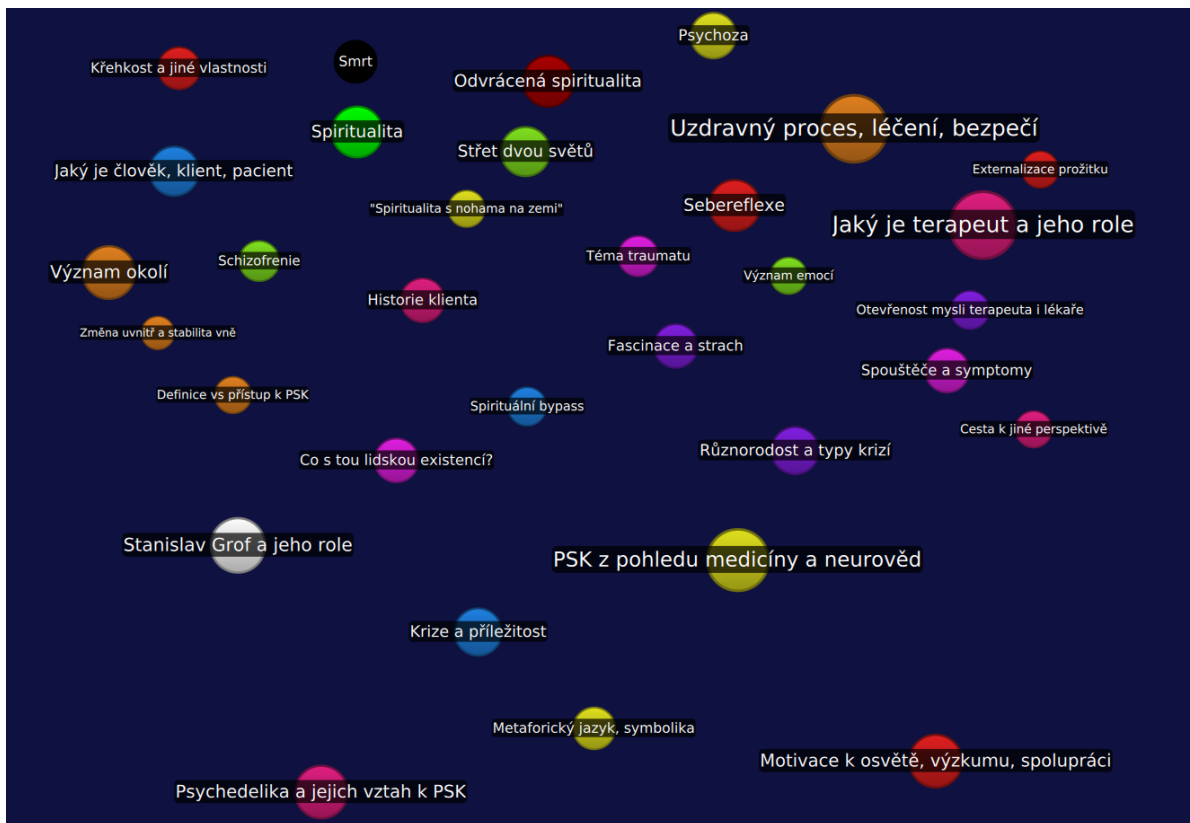 Psychoza
Křehkost a jiné vlastnosti
Smrt
Odvrácená spiritualita
Spiritualita
Uzdravný proces, léčení, bezpečí
Střet dvou světů
Jaký je člověk, klient, pacient
Externalizace prožitku
"Spiritualita s nohama na zemi"
Sebereflexe
Jaký je terapeut a jeho role
Téma traumatu
Schizofrenie
Význam okolí
Význam emocí
Historie klienta
Otevřenost mysli terapeuta i lékaře
Změna uvnitř a stabilita vně
Fascinace a strach
Spouštěče a symptomy
Definice vs přístup k PSK
Spirituální bypass
Cesta k jiné perspektivě
Různorodost a typy krizí
Co s tou lidskou existencí?
Stanislav Grof a jeho role
PSK z pohledu medicíny a neurověd
Krize a příležitost
Metaforický jazyk, symbolika
Motivace k osvětě, výzkumu, spolupráci
Psychedelika a jejich vztah k PSK